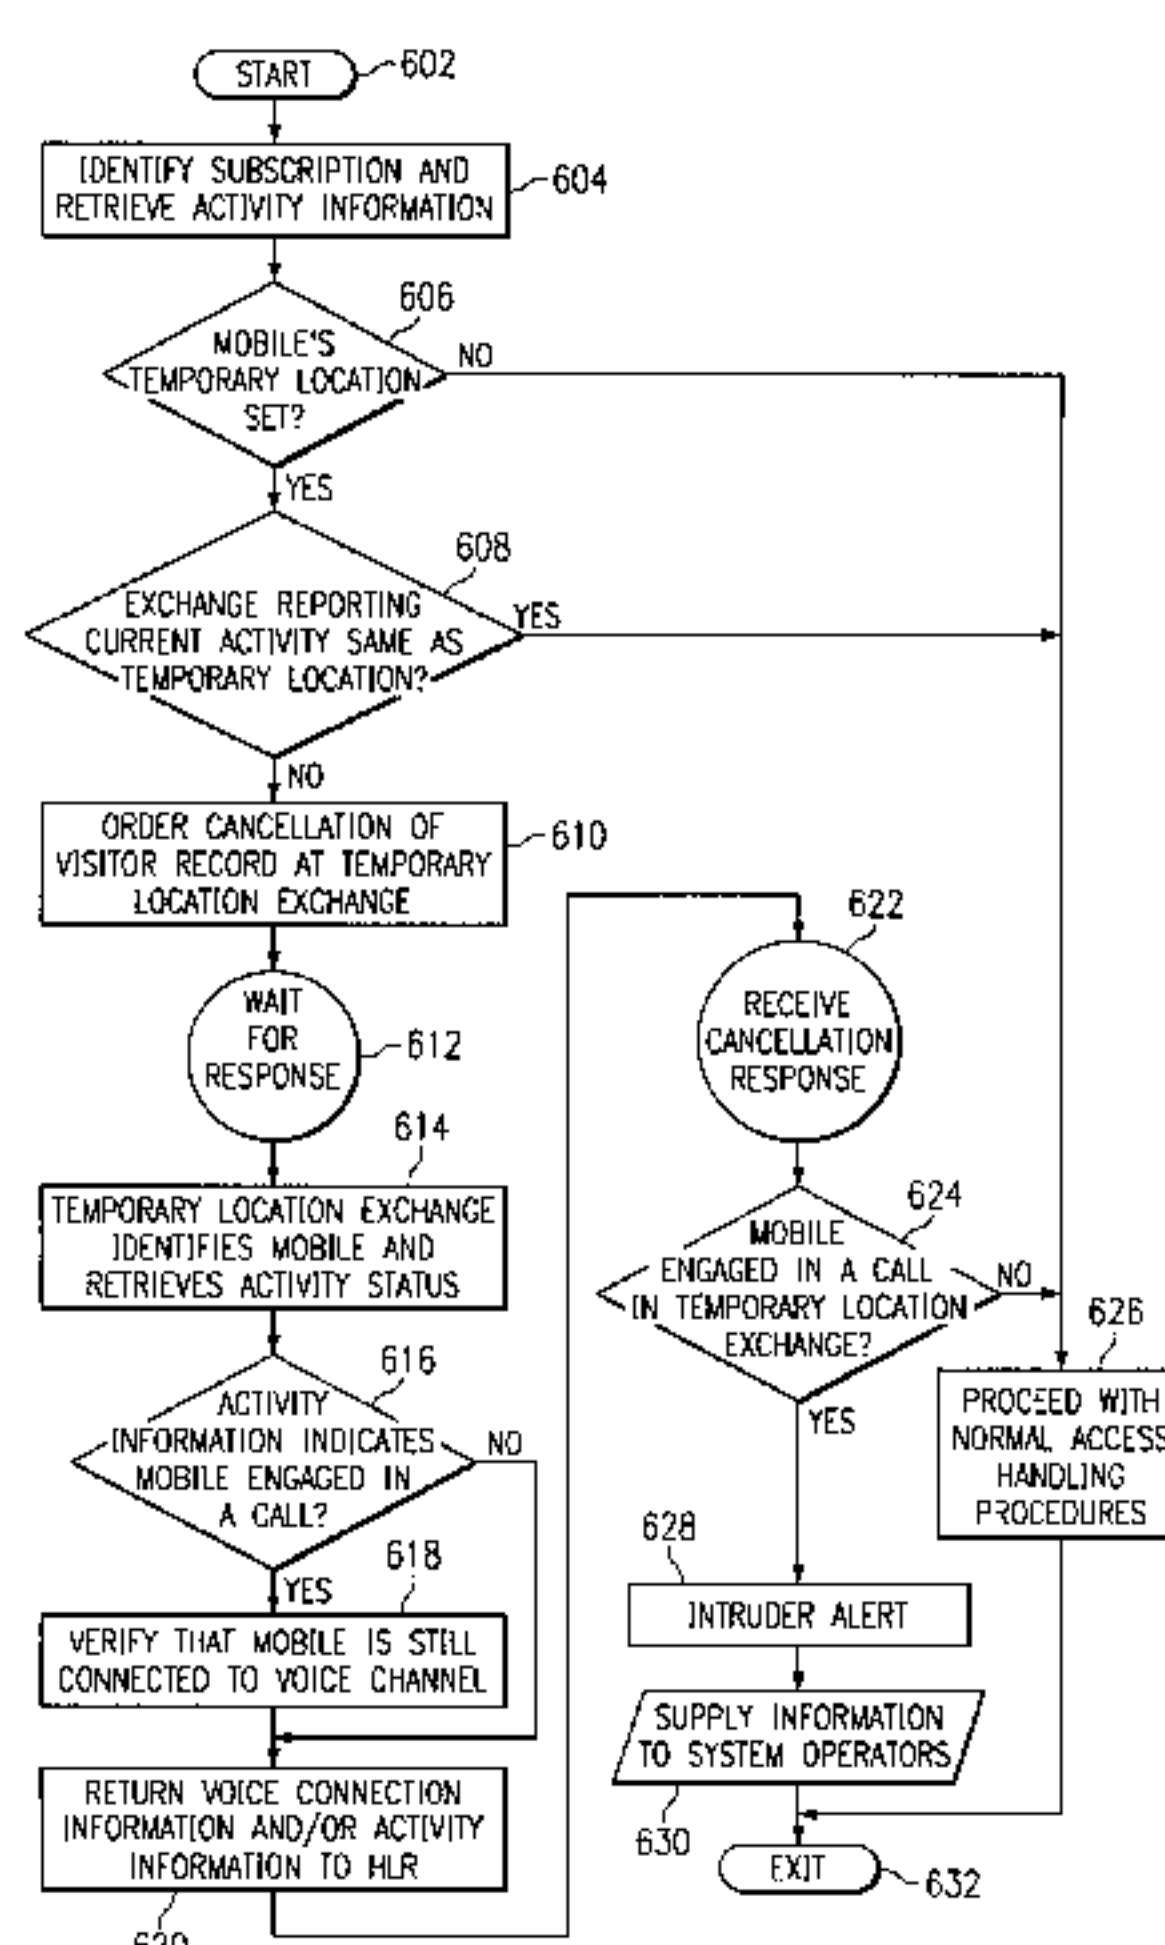 START
602
IDENTIFY SUBSCRIPTION AND
RETRIEVE ACTIVITY INFORMATION
604
606
MOBILE'S
TEMPORARY LOCATION
SET?
NO
YES
608
EXCHANGE REPORTING
CURRENT ACTIVITY SAME AS
TEMPORARY LOCATION?
YES
NO
ORDER CANCELLATION OF
VISITOR RECORD AT TEMPORARY
LOCATION EXCHANGE
610
WAIT
FOR
RESPONSE
612
614
TEMPORARY LOCATION EXCHANGE
IDENTIFIES MOBILE AND
RETRIEVES ACTIVITY STATUS
616
ACTIVITY
INFORMATION INDICATES
MOBILE ENGAGED IN
A CALL?
NO
YES
618
VERIFY THAT MOBILE IS STILL
CONNECTED TO VOICE CHANNEL
RETURN VOICE CONNECTION
INFORMATION AND/OR ACTIVITY
INFORMATION TO HLR
622
RECEIVE
CANCELLATION
RESPONSE
624
MOBILE
ENGAGED IN A CALL
IN TEMPORARY LOCATION
EXCHANGE?
NO
YES
626
PROCEED WITH
NORMAL ACCESS
HANDLING
PROCEDURES
628
INTRUDER ALERT
SUPPLY INFORMATION
TO SYSTEM OPERATORS
630
EXIT
632